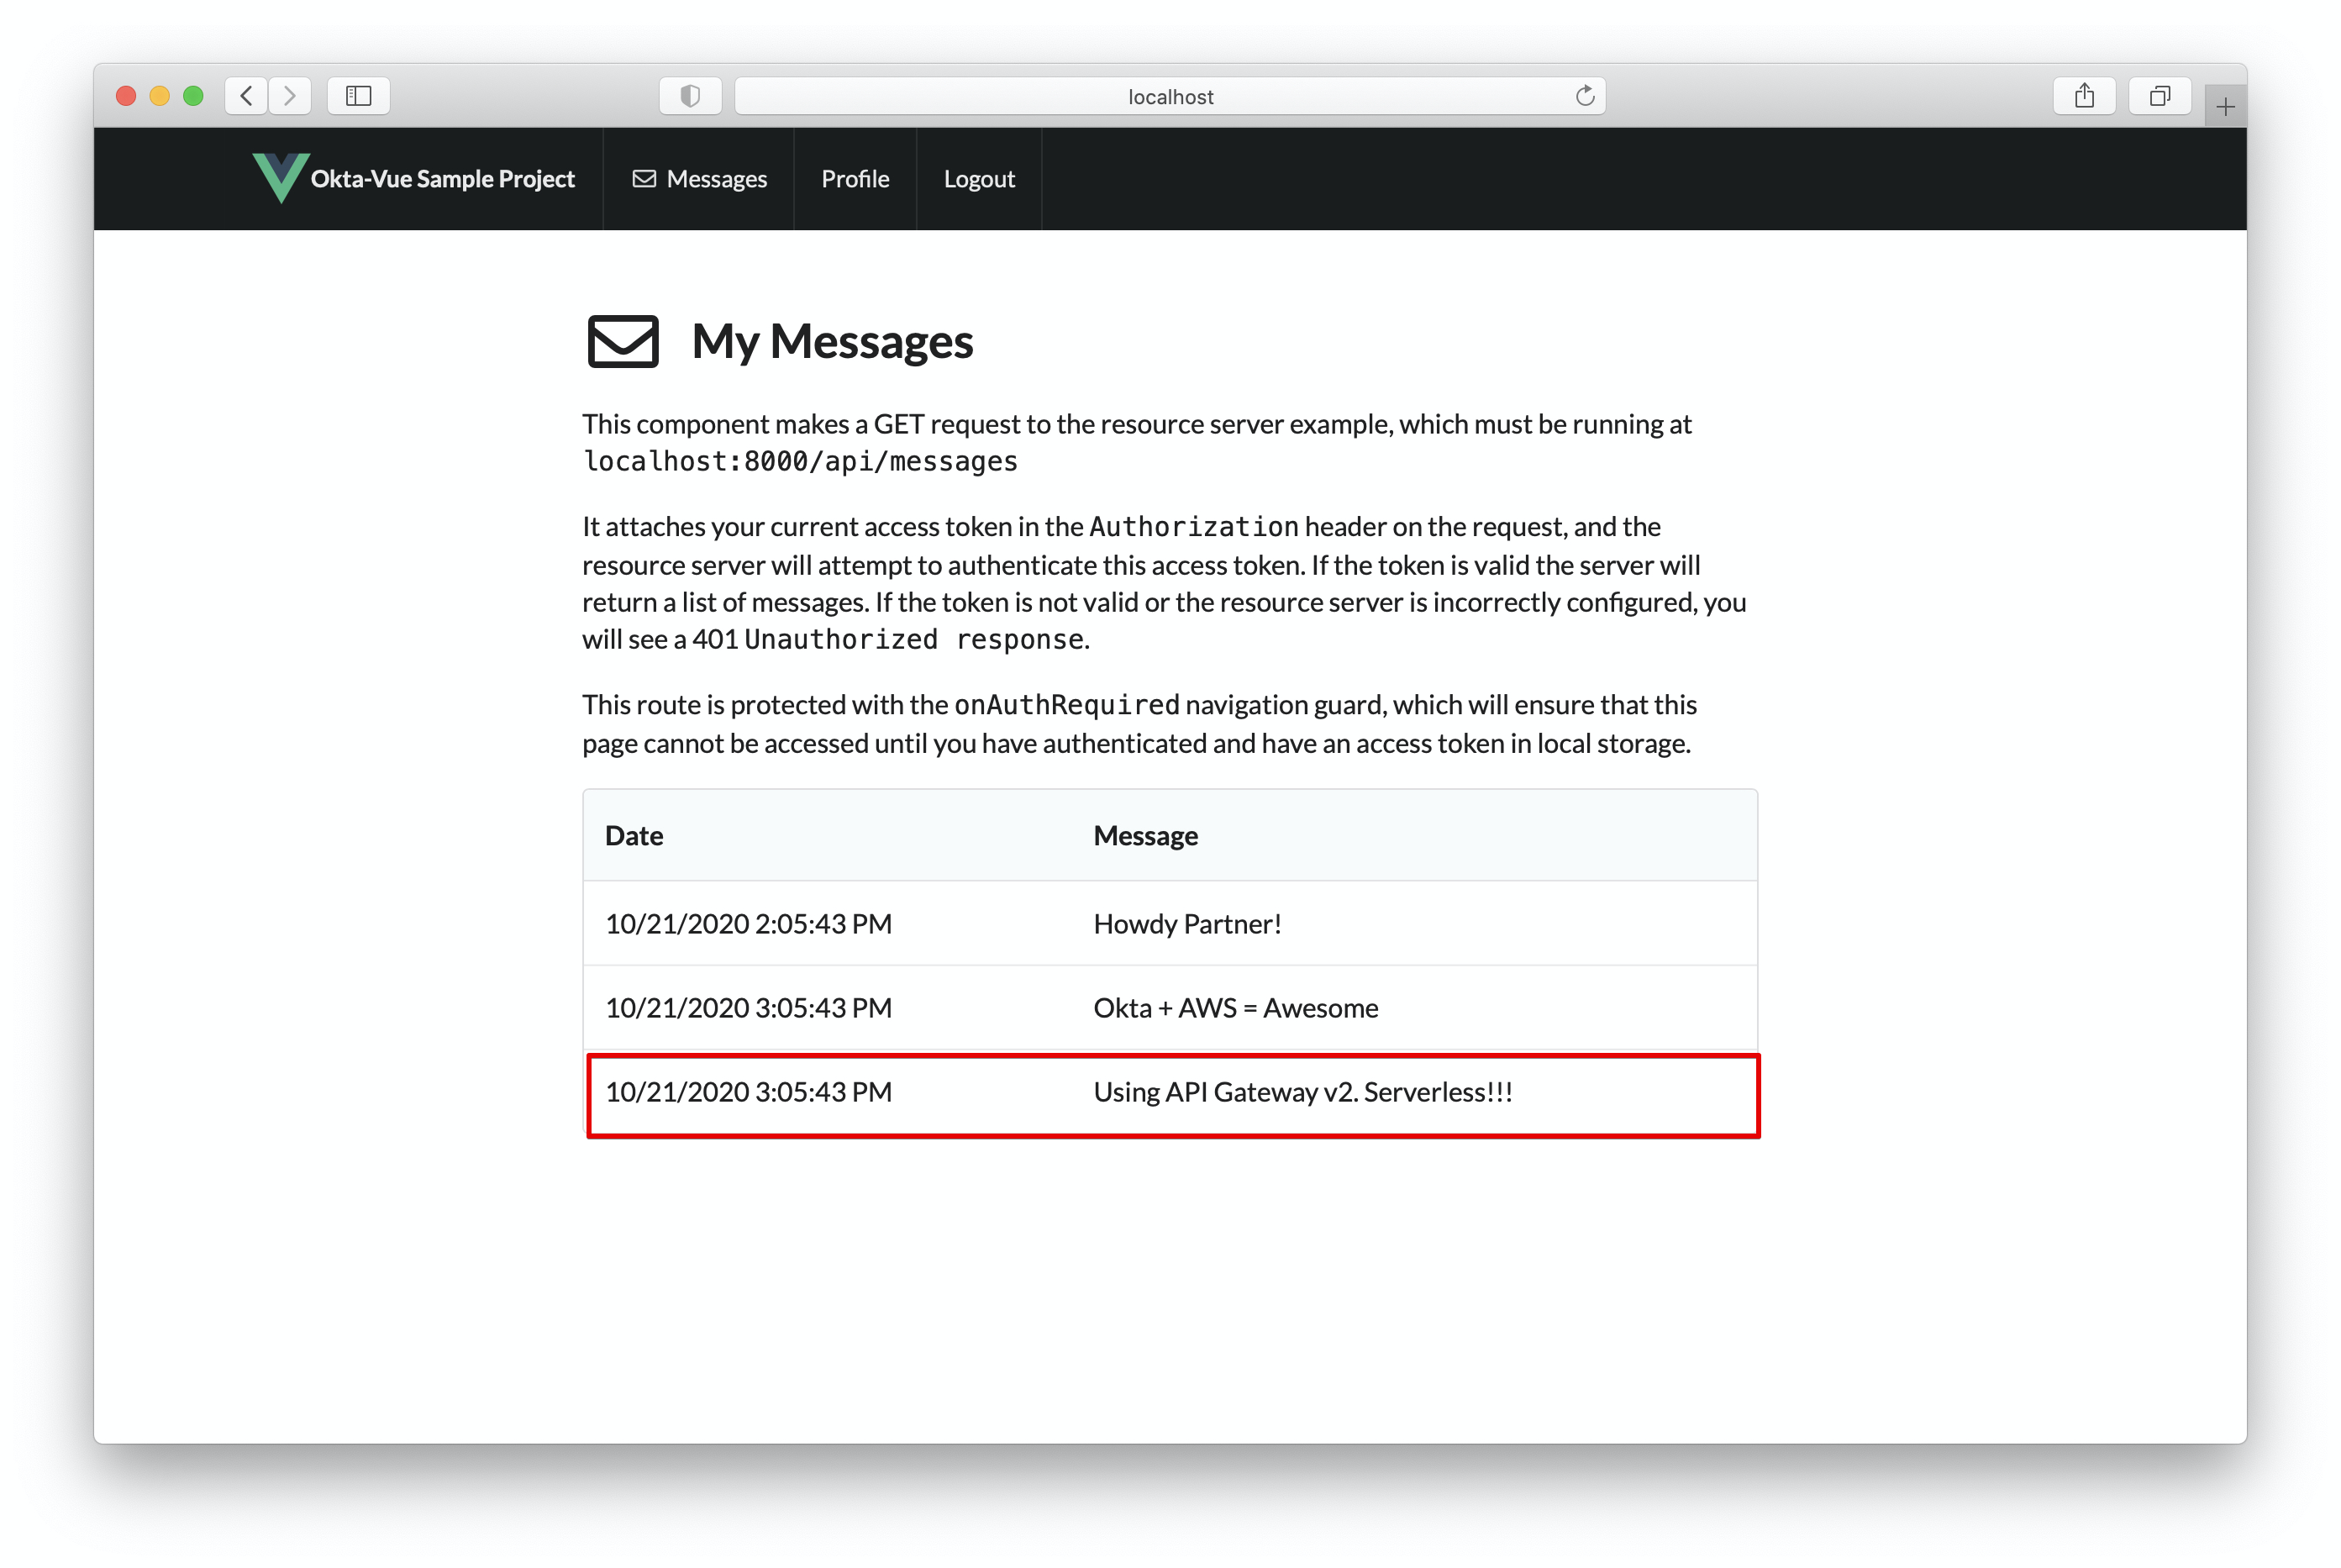 localhost
Okta-Vue Sample Project
Messages
Profile
Logout
My Messages
This component makes a GET request to the resource server example, which must be running at
localhost:8000/api/messages
It attaches your current access token in the Authorization header on the request, and the
resource server will attempt to authenticate this access token. If the token is valid the server will
return a list of messages. If the token is not valid or the resource server is incorrectly configured, you
will see a 401 Unauthorized response.
This route is protected with the onAuthRequired navigation guard, which will ensure that this
page cannot be accessed until you have authenticated and have an access token in local storage.
Date Message
10/21/2020 2:05:43 PM Howdy Partner!
10/21/2020 3:05:43 PM Okta + AWS = Awesome
10/21/2020 3:05:43 PM Using API Gateway v2. Serverless!!!